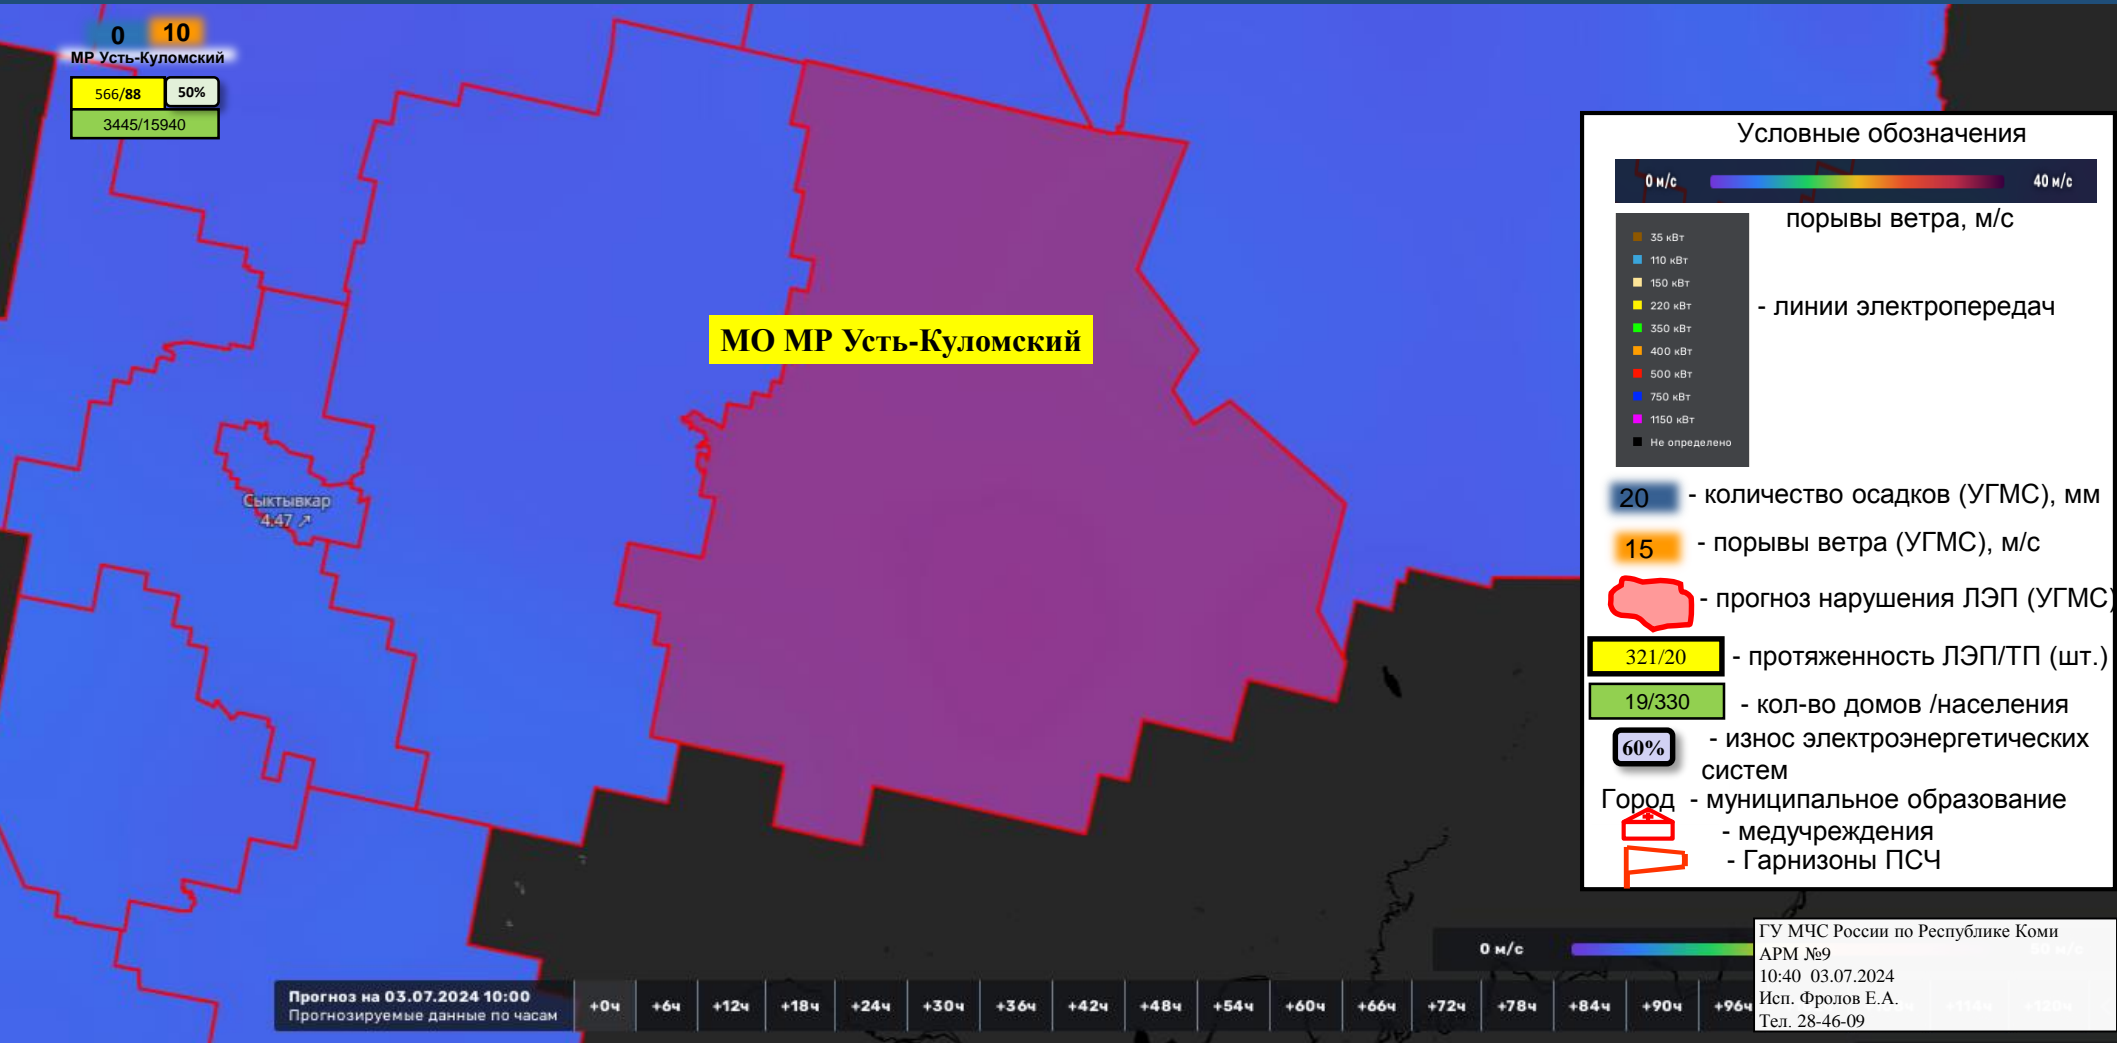 0 10
МР Усть-Куломский
566/88 50%
3445/15940
МО МР Усть-Куломский
Сыктывкар
4.47 ↗
Условные обозначения
0 м/с 40 м/с
порывы ветра, м/с
35 кВт
110 кВт
150 кВт
220 кВт
350 кВт
400 кВт
500 кВт
750 кВт
1150 кВт
Не определено
- линии электропередач
20 - количество осадков (УГМС), мм
15 - порывы ветра (УГМС), м/с
- прогноз нарушения ЛЭП (УГМС)
321/20 - протяженность ЛЭП/ТП (шт.)
19/330 - кол-во домов /населения
60% - износ электроэнергетических
систем
Город - муниципальное образование
- медучреждения
- Гарнизоны ПСЧ
0 м/с
ГУ МЧС России по Республике Коми
АРМ №9
10:40 03.07.2024
Исп. Фролов Е.А.
Тел. 28-46-09
Прогноз на 03.07.2024 10:00
Прогнозируемые данные по часам
+0ч +6ч +12ч +18ч +24ч +30ч +36ч +42ч +48ч +54ч +60ч +66ч +72ч +78ч +84ч +90ч +96ч